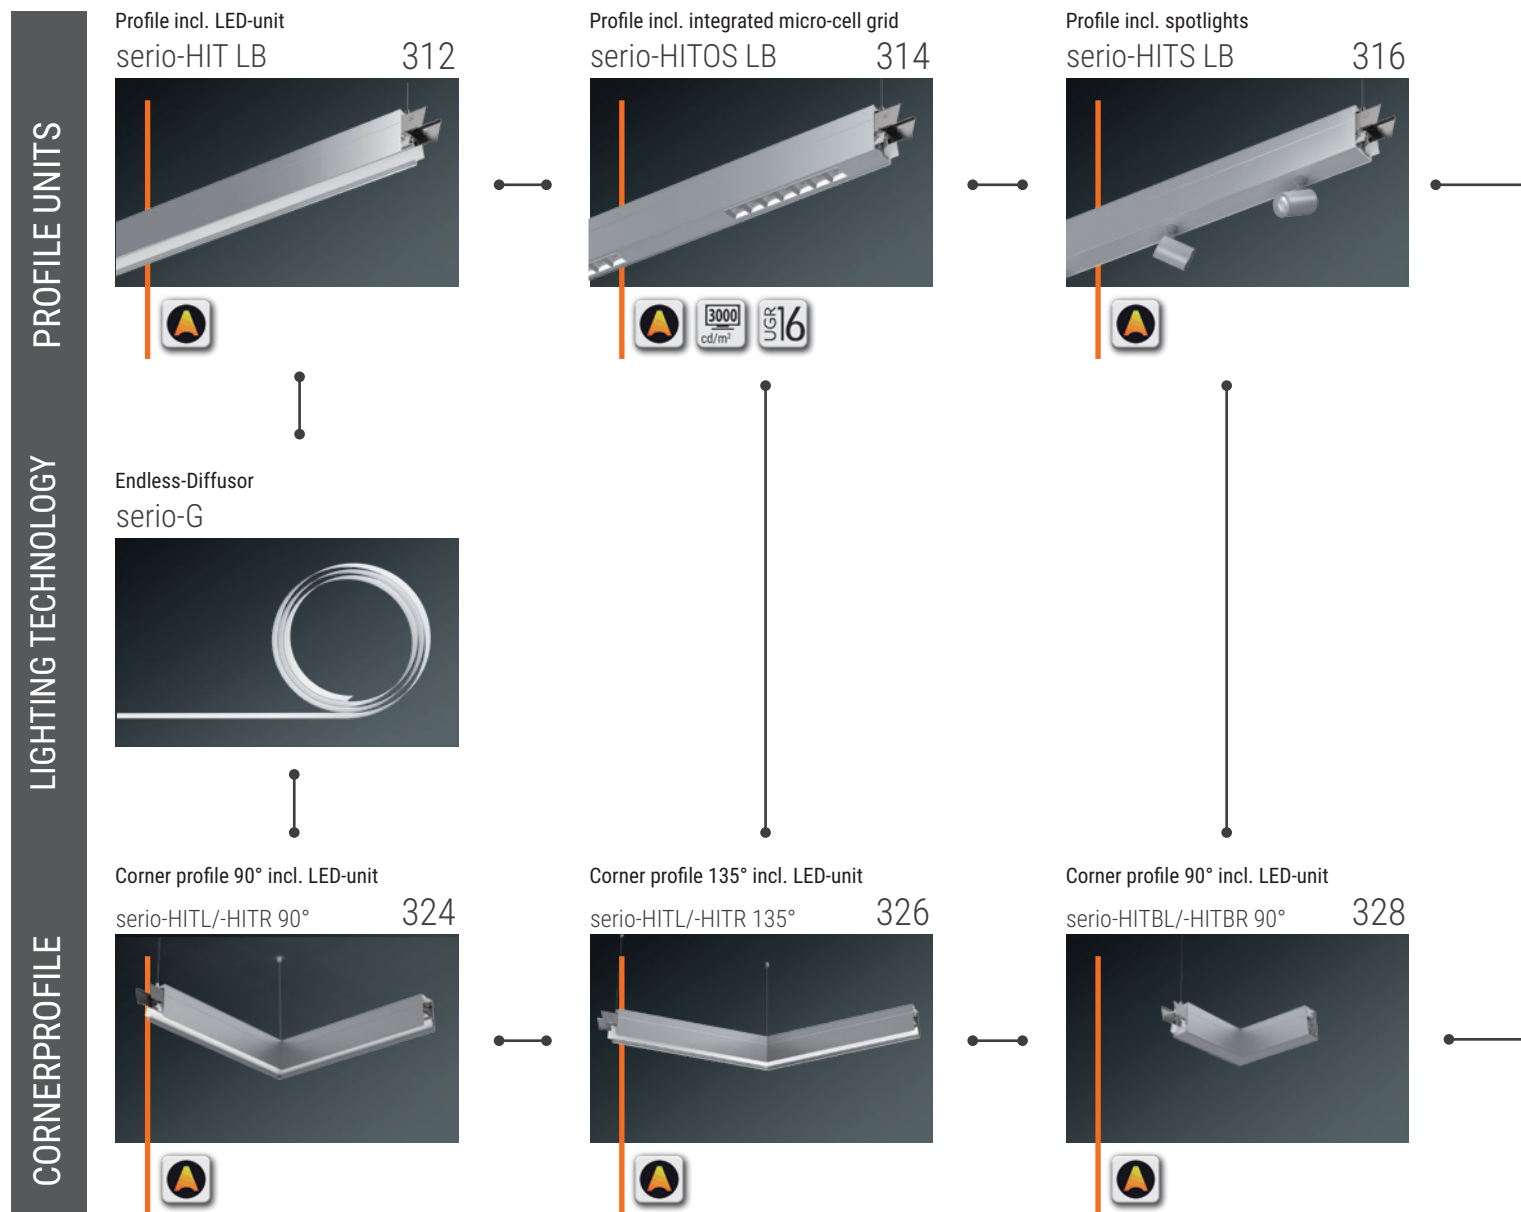 PROFILE UNITS
Profile incl. LED-unit
serio-HIT LB 312
Profile incl. integrated micro-cell grid
serio-HITOS LB 314
3000
cd/m²
UGR 16
Profile incl. spotlights
serio-HITS LB 316
LIGHTING TECHNOLOGY
Endless-Diffusor
serio-G
CORNERPROFILE
Corner profile 90° incl. LED-unit
serio-HITL/-HITR 90° 324
Corner profile 135° incl. LED-unit
serio-HITL/-HITR 135° 326
Corner profile 90° incl. LED-unit
serio-HITBL/-HITBR 90° 328